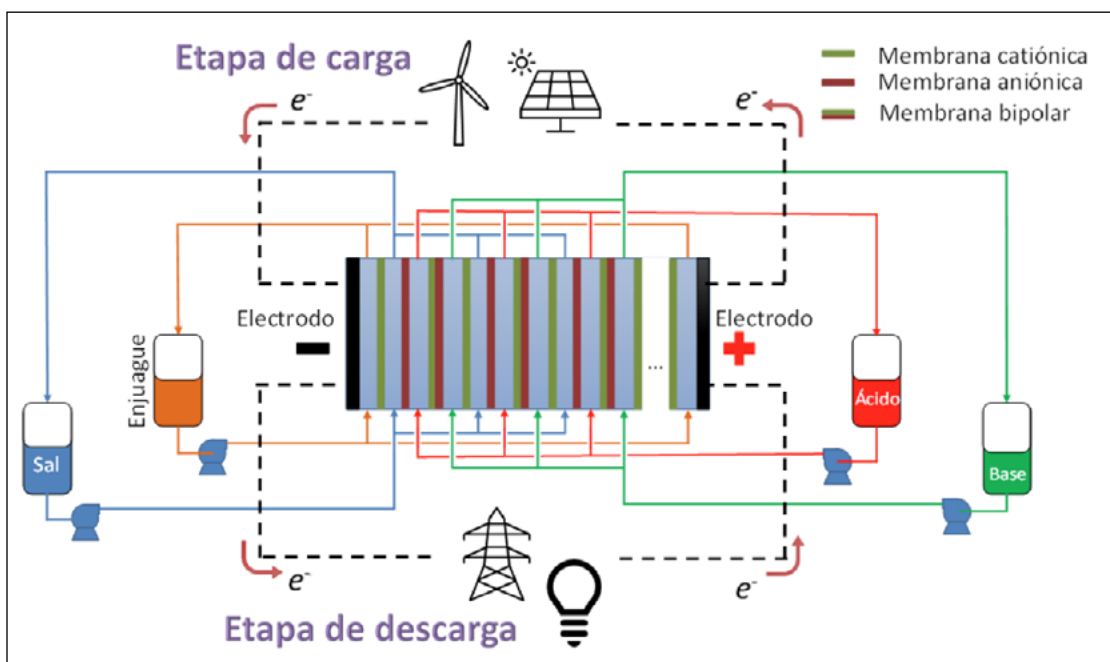 Etapa de carga
e-
e-
Membrana catiónica
Membrana aniónica
Membrana bipolar
Electrodo
Electrodo
Enjuague
...
Ácido
Sal
Base
e-
e-
Etapa de descarga